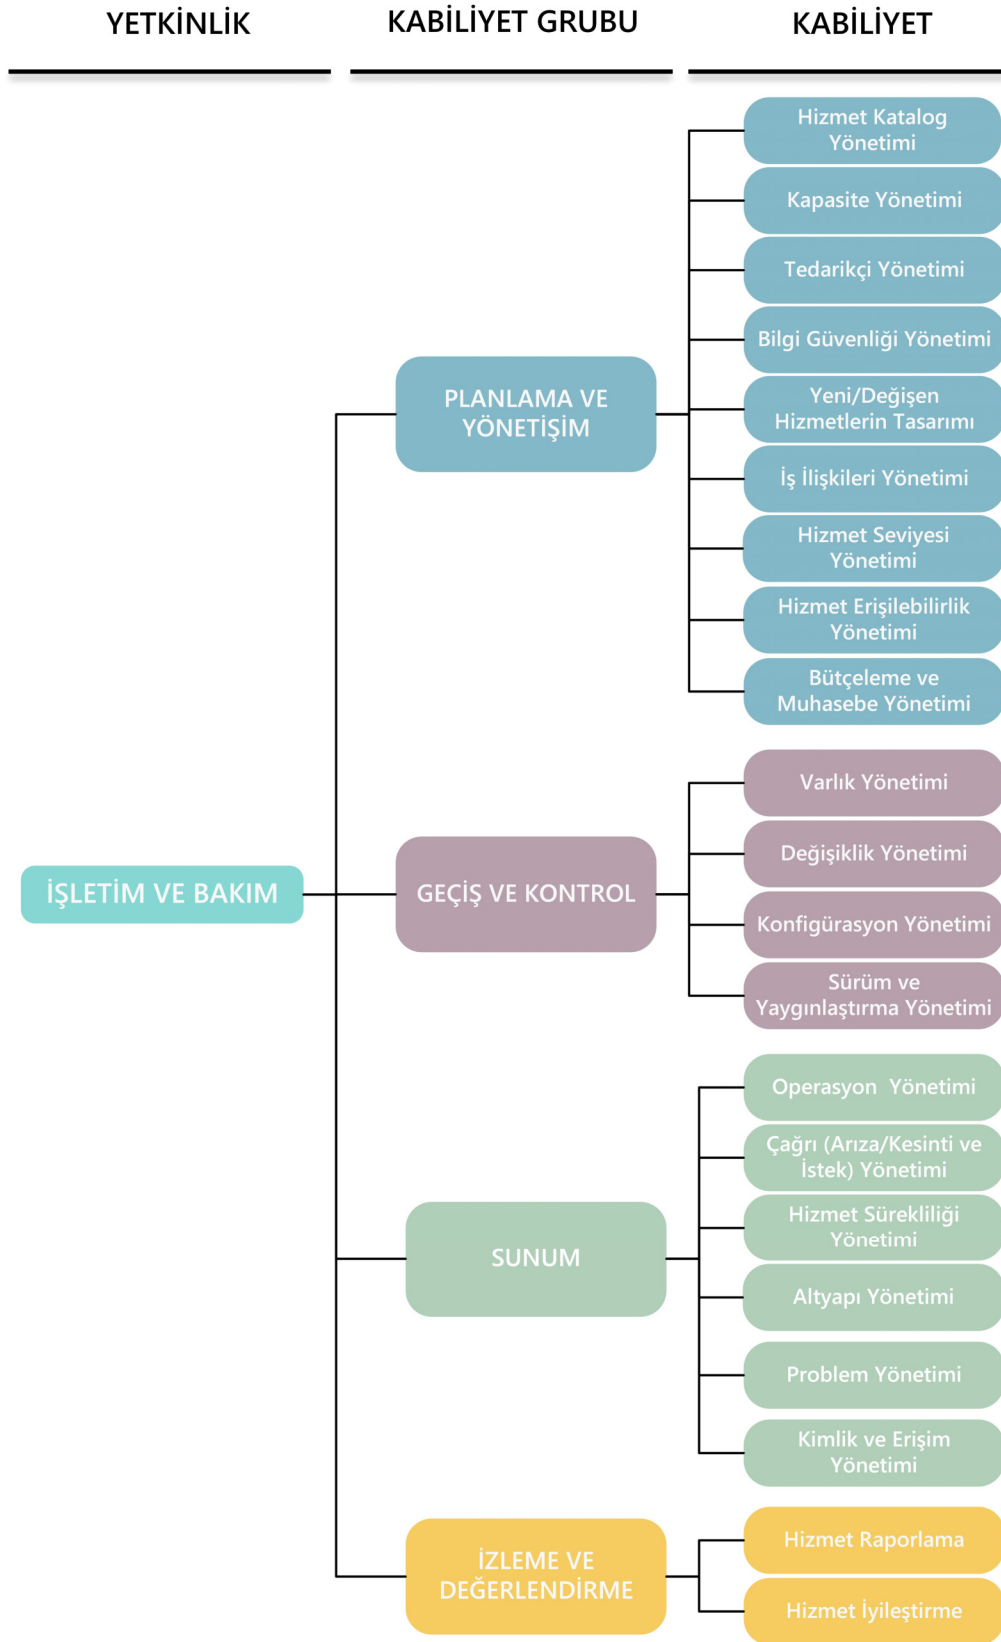 YETKİNLİK
KABİLİYET GRUBU
KABİLİYET
Hizmet Katalog
Yönetimi
Kapasite Yönetimi
Tedarikçi Yönetimi
Bilgi Güvenliği Yönetimi
PLANLAMA VE
YÖNETİŞİM
Yeni/Değişen
Hizmetlerin Tasarımı
İş İlişkileri Yönetimi
Hizmet Seviyesi
Yönetimi
Hizmet Erişilebilirlik
Yönetimi
Bütçeleme ve
Muhasebe Yönetimi
Varlık Yönetimi
Değişiklik Yönetimi
İŞLETİM VE BAKIM
GEÇİŞ VE KONTROL
Konfigürasyon Yönetimi
Sürüm ve
Yaygınlaştırma Yönetimi
Operasyon  Yönetimi
Çağrı (Arıza/Kesinti ve
İstek) Yönetimi
Hizmet Sürekliliği
Yönetimi
SUNUM
Altyapı Yönetimi
Problem Yönetimi
Kimlik ve Erişim
Yönetimi
Hizmet Raporlama
İZLEME VE
DEĞERLENDİRME
Hizmet İyileştirme